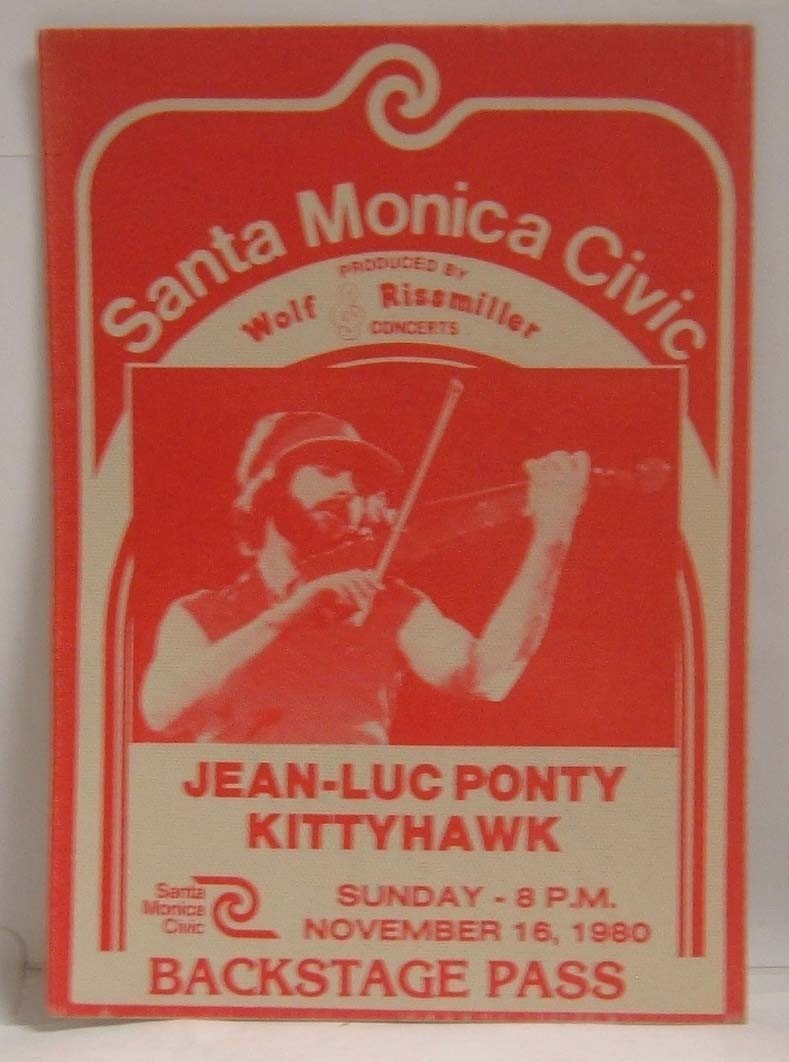 Santa Monica Civic
PRODUCED BY
Wolf & Rissmiller
CONCERTS
JEAN-LUC PONTY
KITTYHAWK
Santa
Monica
Civic
SUNDAY - 8 P.M.
NOVEMBER 16, 1980
BACKSTAGE PASS